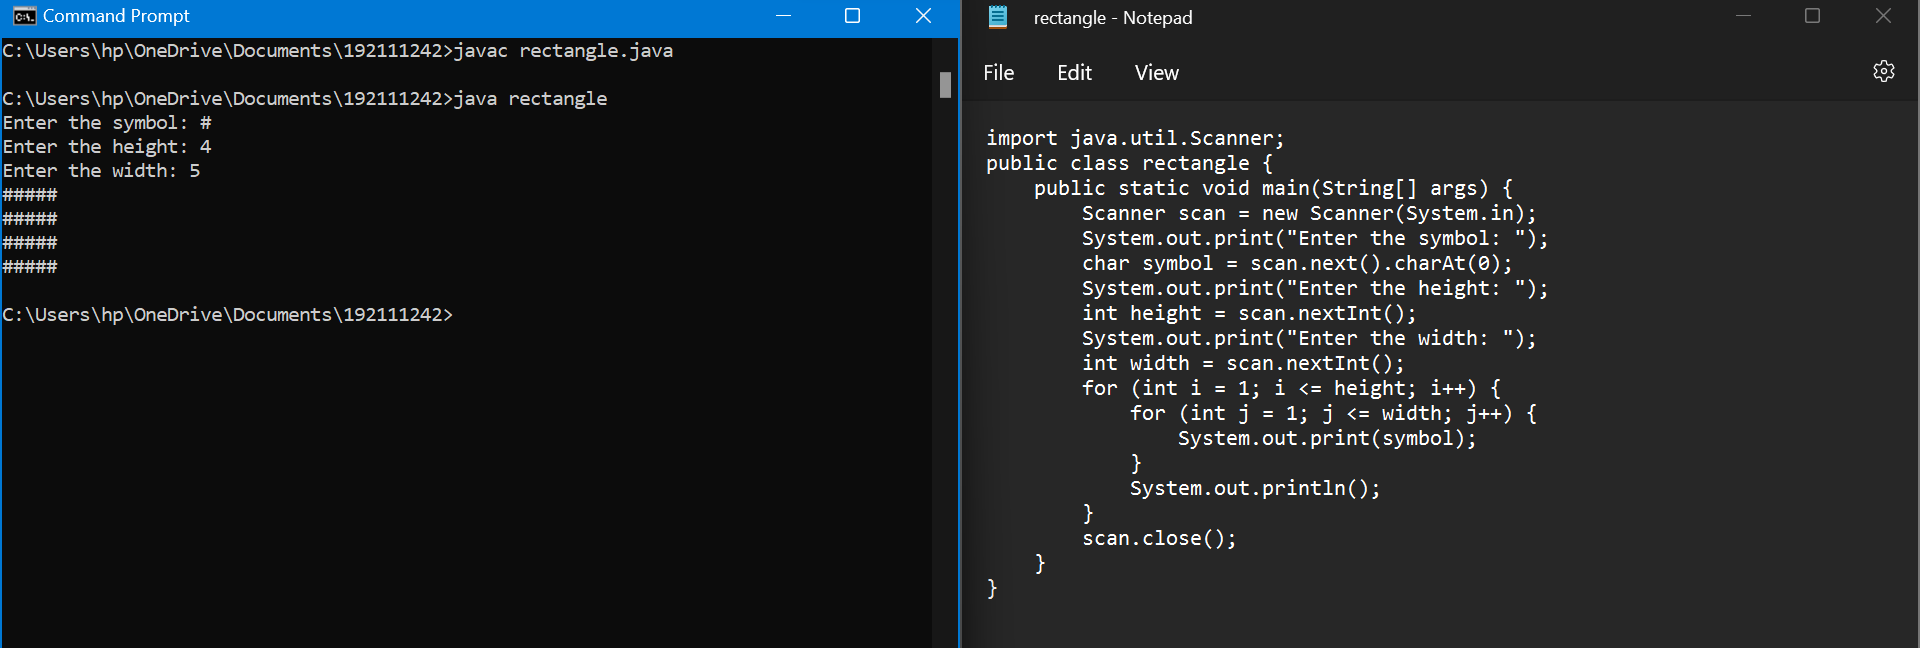 Command Prompt
C:\Users\hp\OneDrive\Documents\192111242>javac rectangle.java
C:\Users\hp\OneDrive\Documents\192111242>java rectangle
Enter the symbol: #
Enter the height: 4
Enter the width: 5
#####
#####
#####
#####
C:\Users\hp\OneDrive\Documents\192111242>
rectangle - Notepad
File Edit View
import java.util.Scanner;
public class rectangle {
    public static void main(String[] args) {
        Scanner scan = new Scanner(System.in);
        System.out.print("Enter the symbol: ");
        char symbol = scan.next().charAt(0);
        System.out.print("Enter the height: ");
        int height = scan.nextInt();
        System.out.print("Enter the width: ");
        int width = scan.nextInt();
        for (int i = 1; i <= height; i++) {
            for (int j = 1; j <= width; j++) {
                System.out.print(symbol);
            }
            System.out.println();
        }
        scan.close();
    }
}